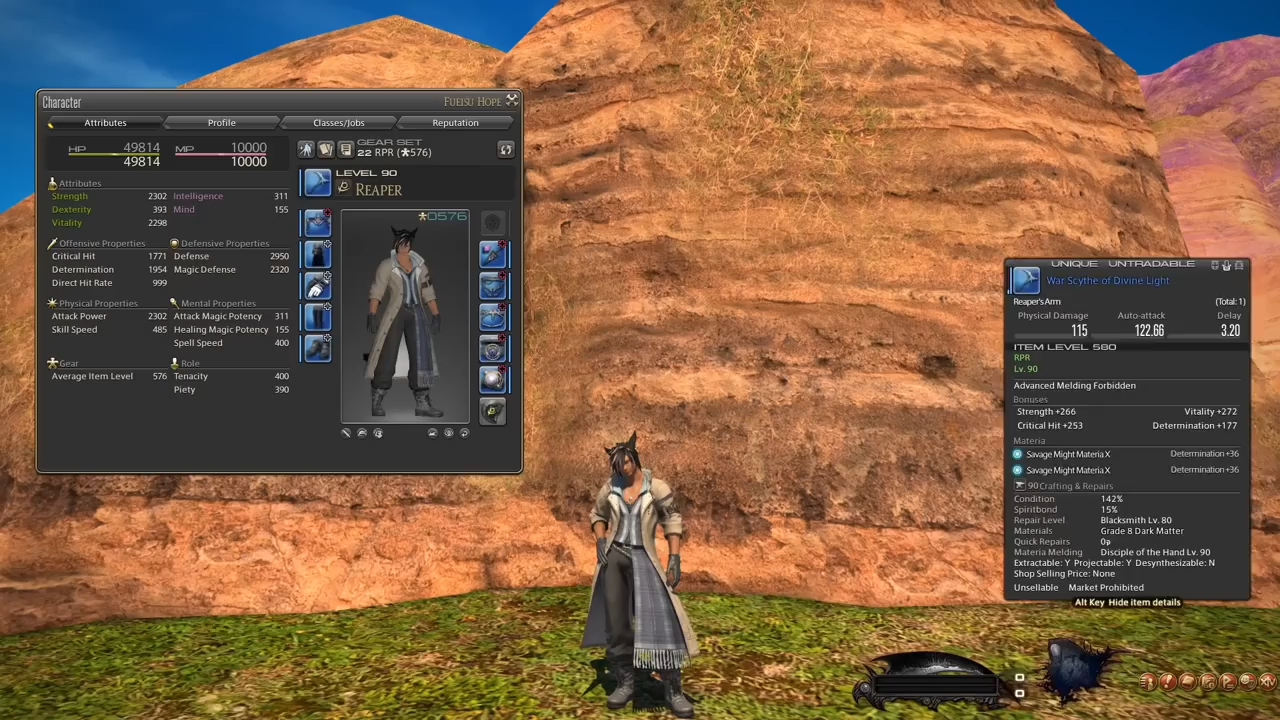 Character
FUEISU HOPE
Attributes Profile Classes/Jobs Reputation
HP 49814 MP 10000
49814 10000
GEAR SET
22 RPR (576)
LEVEL 90
REAPER
0576
Attributes
Strength 2302 Intelligence 311
Dexterity 393 Mind 155
Vitality 2298
Offensive Properties Defensive Properties
Critical Hit 1771 Defense 2950
Determination 1954 Magic Defense 2320
Direct Hit Rate 999
Physical Properties Mental Properties
Attack Power 2302 Attack Magic Potency 311
Skill Speed 485 Healing Magic Potency 155
Spell Speed 400
Gear Role
Average Item Level 576 Tenacity 400
Piety 390
UNIQUE UNTRADABLE
War Scythe of Divine Light
Reaper's Arm (Total: 1)
Physical Damage Auto-attack Delay
115 122.66 3.20
ITEM LEVEL 580
RPR
Lv. 90
Advanced Melding Forbidden
Bonuses
Strength +266 Vitality +272
Critical Hit +253 Determination +177
Materia
Savage Might Materia X Determination +36
Savage Might Materia X Determination +36
90 Crafting & Repairs
Condition 142%
Spiritbond 15%
Repair Level Blacksmith Lv. 80
Materials Grade 8 Dark Matter
Quick Repairs 0
Materia Melding Disciple of the Hand Lv. 90
Extractable: Y Projectable: Y Desynthesizable: N
Shop Selling Price: None
Unsellable Market Prohibited
Alt Key Hide item details